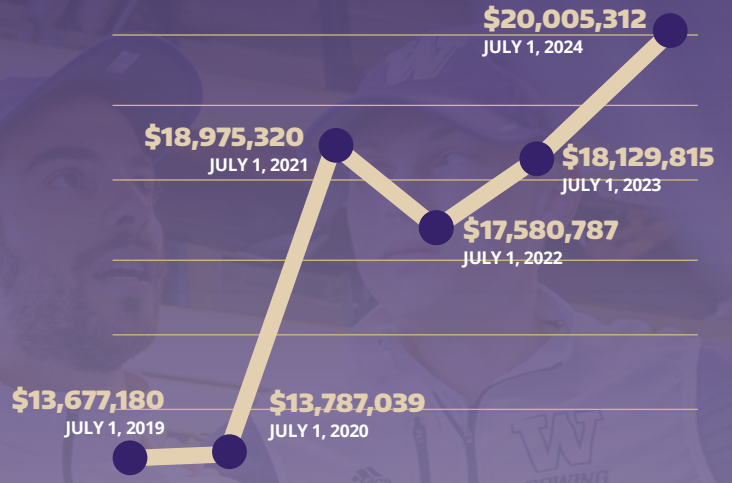 $20,005,312
JULY 1, 2024
$18,975,320
JULY 1, 2021
$18,129,815
JULY 1, 2023
$17,580,787
JULY 1, 2022
$13,677,180
JULY 1, 2019
$13,787,039
JULY 1, 2020
W
W
ROWING